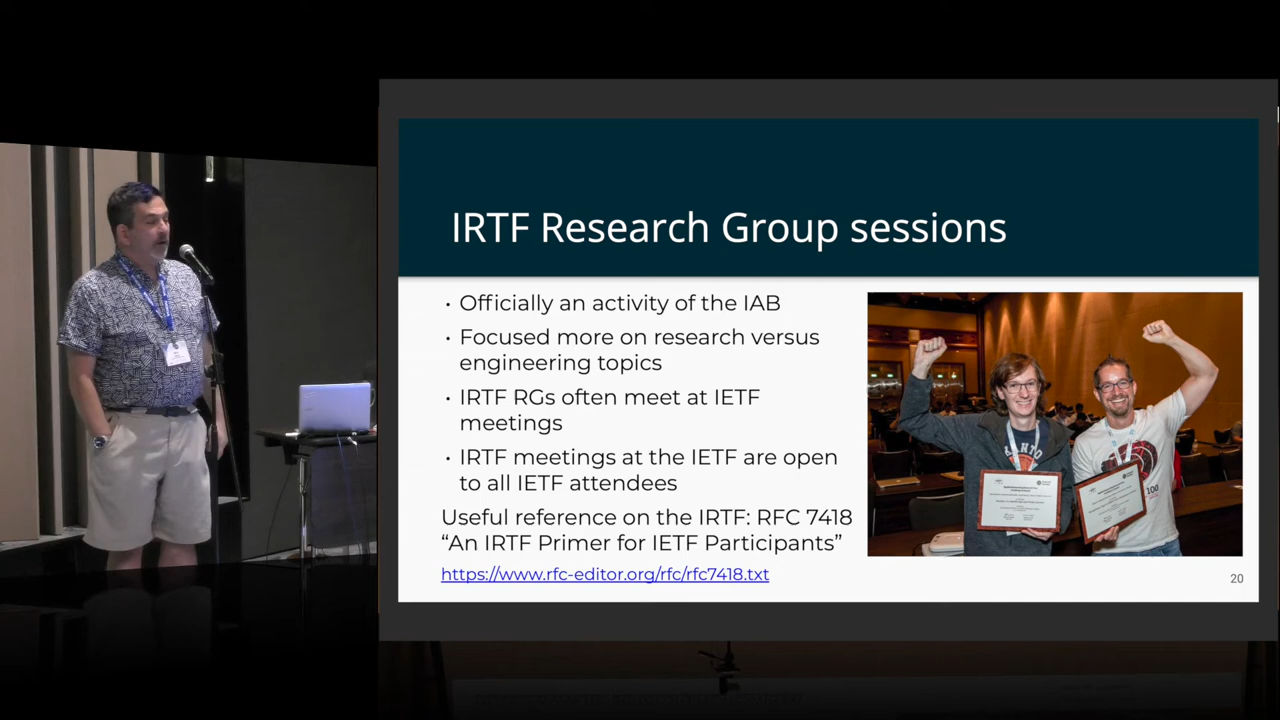 IRTF Research Group sessions
• Officially an activity of the IAB
• Focused more on research versus
engineering topics
• IRTF RGs often meet at IETF
meetings
• IRTF meetings at the IETF are open
to all IETF attendees
Useful reference on the IRTF: RFC 7418
“An IRTF Primer for IETF Participants”
https://www.rfc-editor.org/rfc/rfc7418.txt
100
20